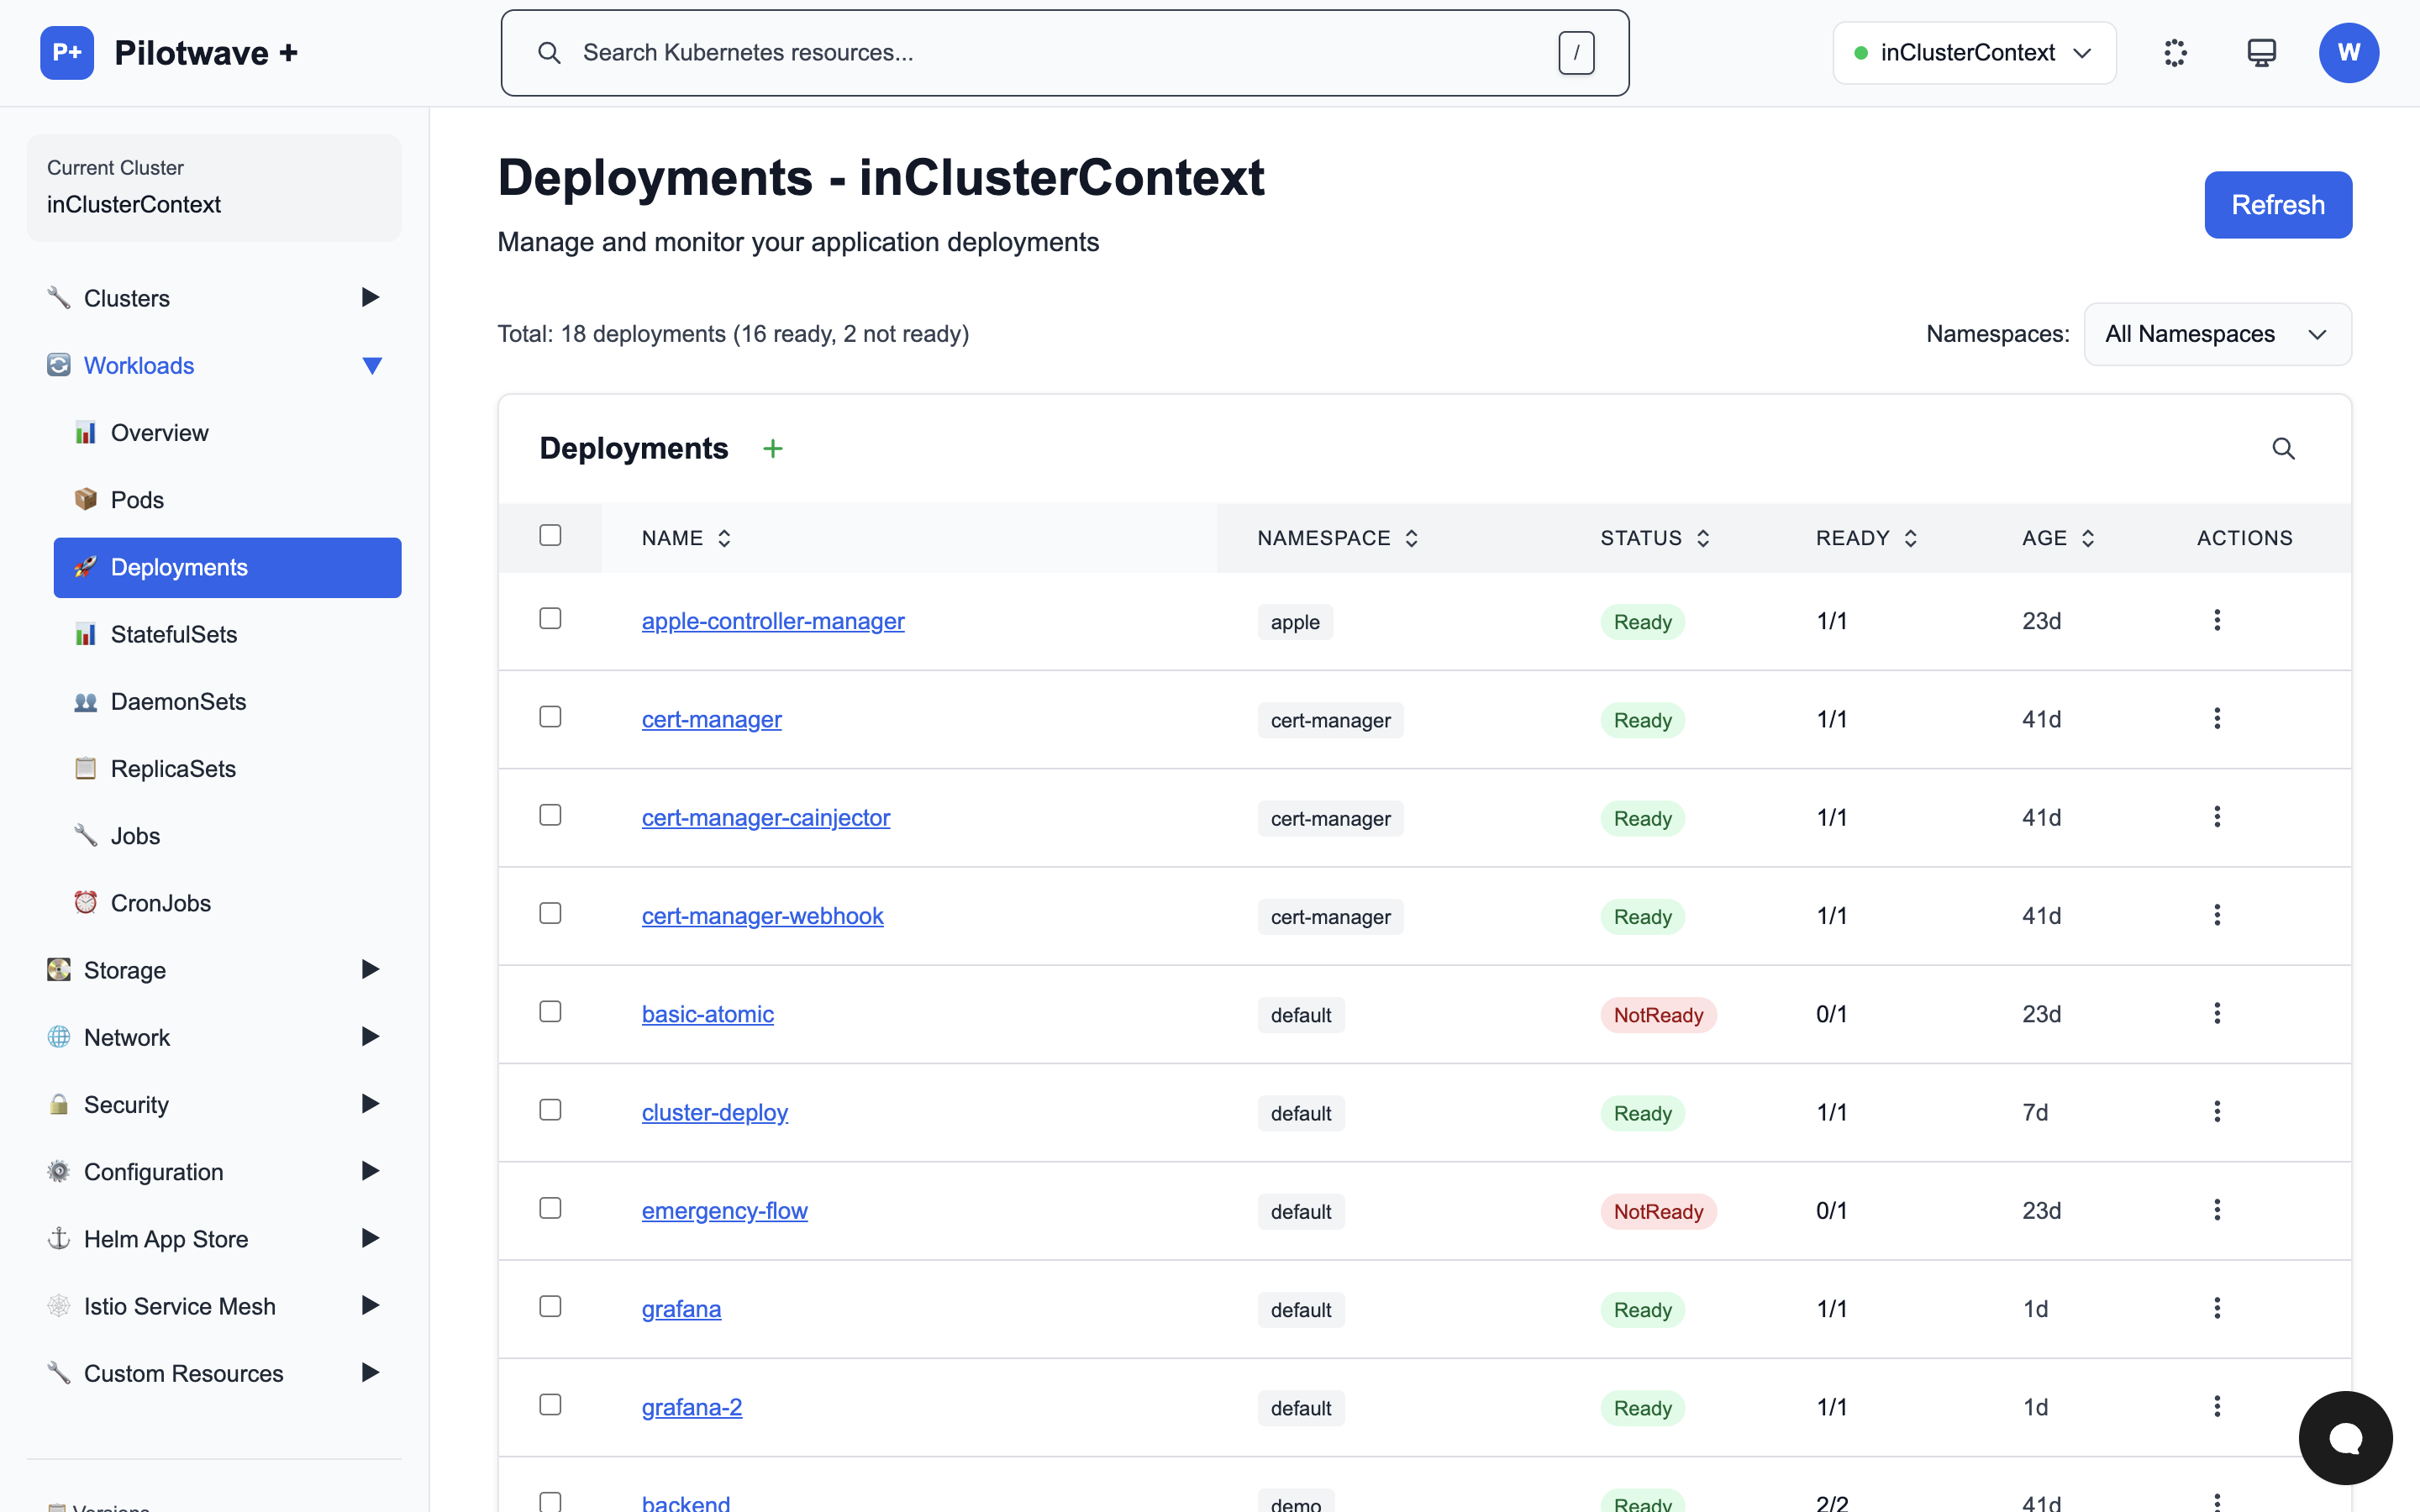 P+ Pilotwave +
Search Kubernetes resources... /
inClusterContext
W
Current Cluster
inClusterContext
Clusters
Workloads
Overview
Pods
Deployments
StatefulSets
DaemonSets
ReplicaSets
Jobs
CronJobs
Storage
Network
Security
Configuration
Helm App Store
Istio Service Mesh
Custom Resources
Versions
Deployments - inClusterContext
Manage and monitor your application deployments
Refresh
Total: 18 deployments (16 ready, 2 not ready)
Namespaces: All Namespaces
Deployments +
NAME NAMESPACE STATUS READY AGE ACTIONS
apple-controller-manager apple Ready 1/1 23d
cert-manager cert-manager Ready 1/1 41d
cert-manager-cainjector cert-manager Ready 1/1 41d
cert-manager-webhook cert-manager Ready 1/1 41d
basic-atomic default NotReady 0/1 23d
cluster-deploy default Ready 1/1 7d
emergency-flow default NotReady 0/1 23d
grafana default Ready 1/1 1d
grafana-2 default Ready 1/1 1d
backend demo Ready 2/2 41d